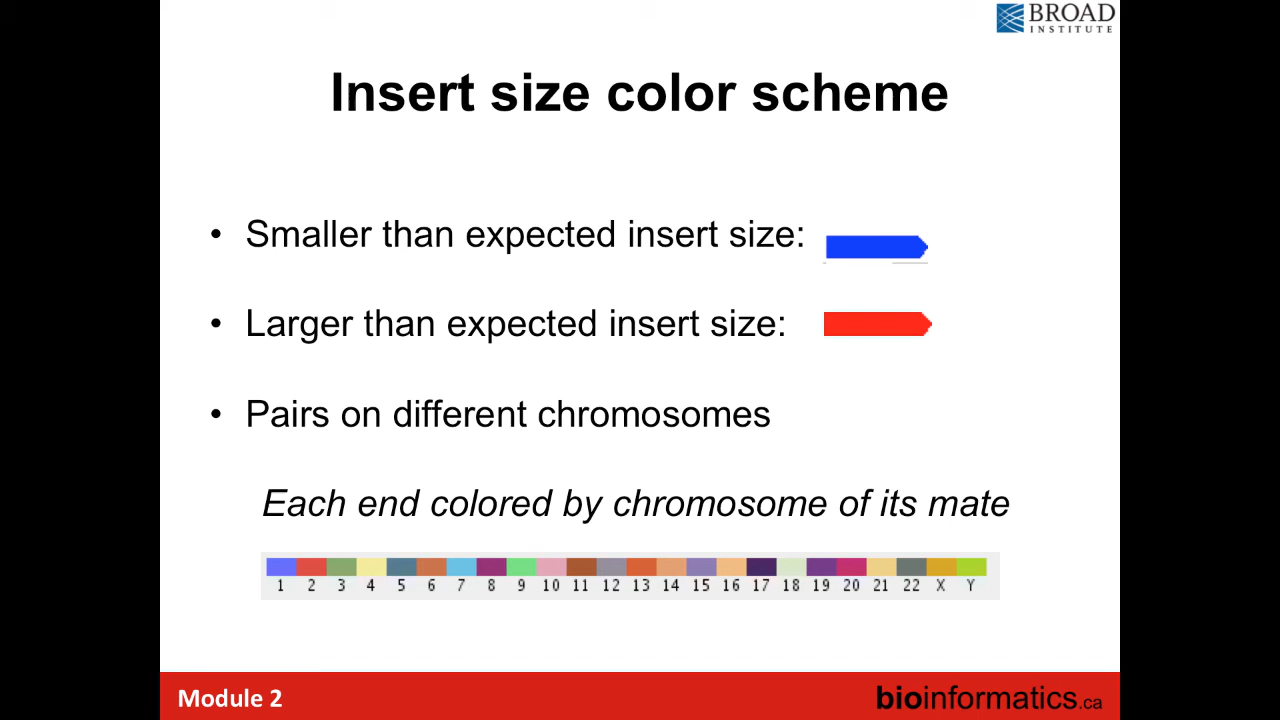 BROAD
INSTITUTE
Insert size color scheme
• Smaller than expected insert size:
• Larger than expected insert size:
• Pairs on different chromosomes
Each end colored by chromosome of its mate
1 2 3 4 5 6 7 8 9 10 11 12 13 14 15 16 17 18 19 20 21 22 X Y
Module 2
bioinformatics.ca